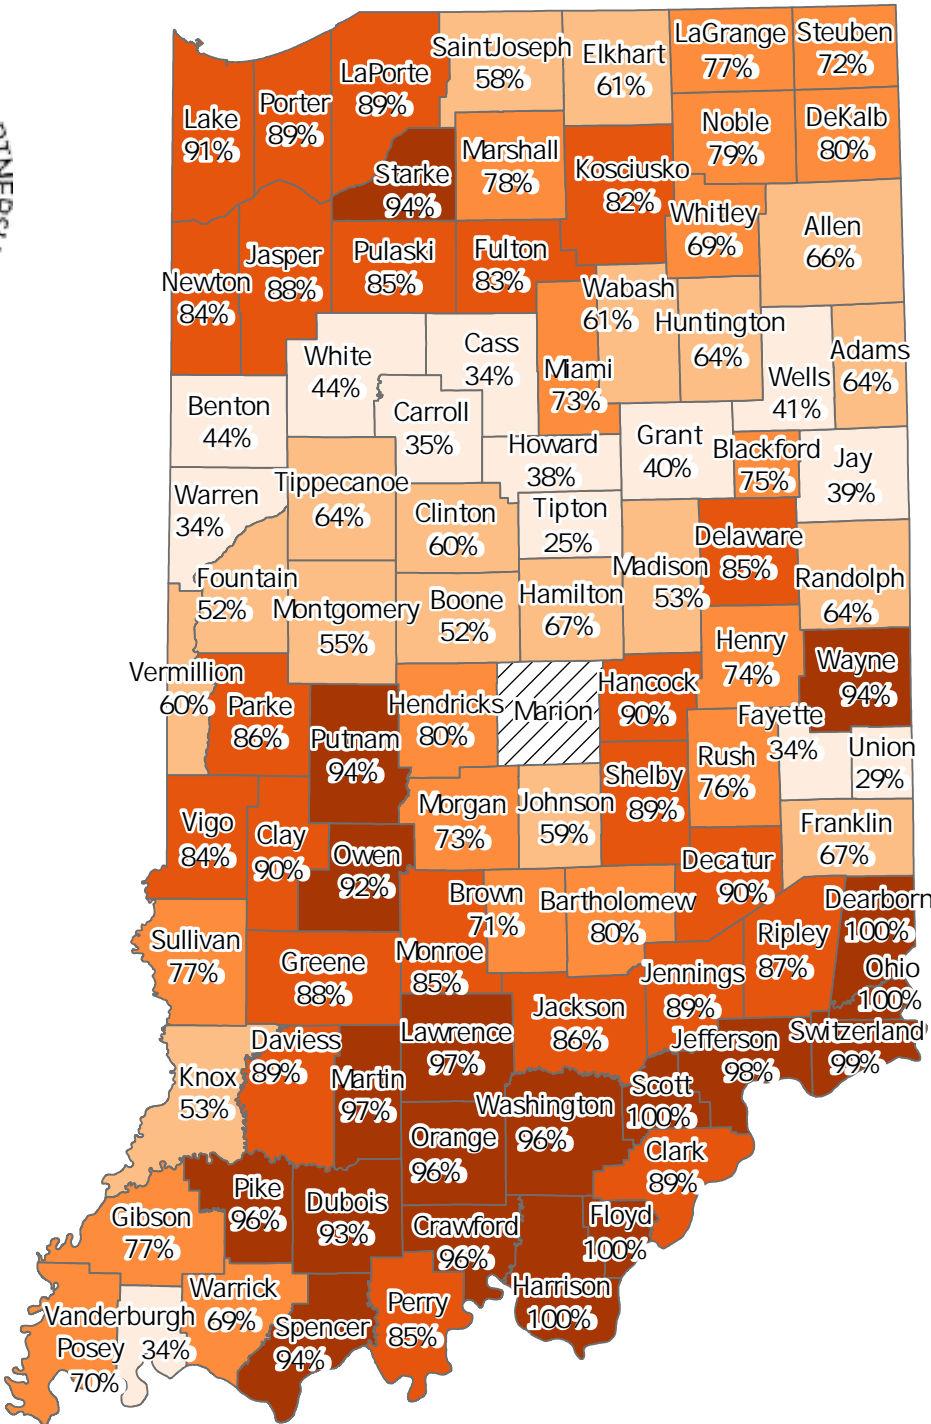 SaintJoseph
58%
Elkhart
61%
LaGrange
77%
Steuben
72%
LaPorte
89%
Porter
89%
Lake
91%
Starke
94%
Marshall
78%
Kosciusko
82%
Noble
79%
DeKalb
80%
Whitley
69%
Allen
66%
Newton
84%
Jasper
88%
Pulaski
85%
Fulton
83%
Wabash
61%
Huntington
64%
White
44%
Cass
34%
Miami
73%
Wells
41%
Adams
64%
Benton
44%
Carroll
35%
Howard
38%
Grant
40%
Blackford
75%
Jay
39%
Warren
34%
Tippecanoe
64%
Clinton
60%
Tipton
25%
Madison
53%
Delaware
85%
Randolph
64%
Fountain
52%
Montgomery
55%
Boone
52%
Hamilton
67%
Henry
74%
Wayne
94%
Vermillion
60%
Parke
86%
Putnam
94%
Hendricks
80%
Marion
Hancock
90%
Rush
76%
Fayette
34%
Union
29%
Vigo
84%
Clay
90%
Owen
92%
Morgan
73%
Johnson
59%
Shelby
89%
Decatur
90%
Franklin
67%
Sullivan
77%
Greene
88%
Monroe
85%
Brown
71%
Bartholomew
80%
Jennings
89%
Ripley
87%
Dearborn
100%
Ohio
100%
Knox
53%
Daviess
89%
Martin
97%
Lawrence
97%
Jackson
86%
Jefferson
98%
Switzerland
99%
Orange
96%
Washington
96%
Scott
100%
Clark
89%
Gibson
77%
Pike
96%
Dubois
93%
Crawford
96%
Floyd
100%
Harrison
100%
Posey
70%
Vanderburgh
34%
Warrick
69%
Spencer
94%
Perry
85%